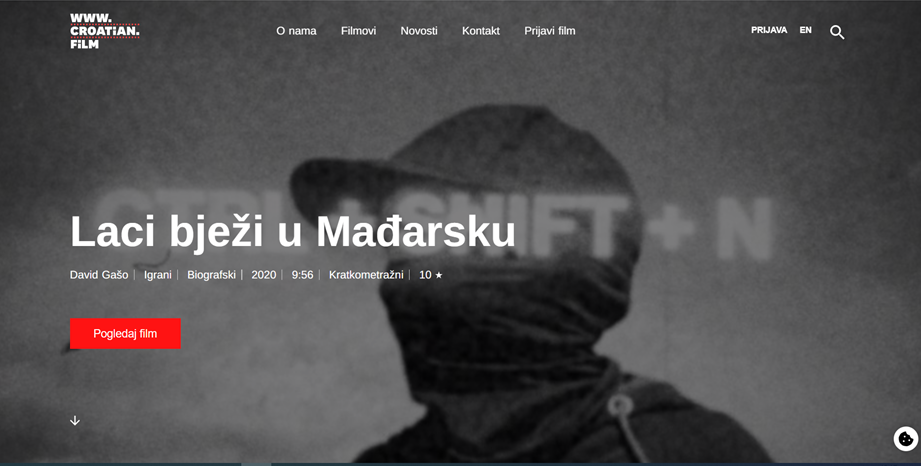 WWW.
CROATiAN.
FiLM
O nama Filmovi Novosti Kontakt Prijavi film
PRIJAVA EN
CTRL + SHIFT + N
Laci bježi u Mađarsku
David Gašo | Igrani | Biografski | 2020 | 9:56 | Kratkometražni | 10 ★
Pogledaj film